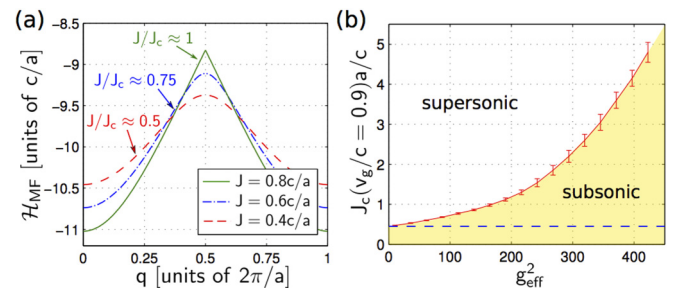 (a)
-8.5
-9
-9.5
-10
-10.5
-11
H_MF [units of c/a]
J/J_c ≈ 1
J/J_c ≈ 0.75
J/J_c ≈ 0.5
J = 0.8c/a
J = 0.6c/a
J = 0.4c/a
0 0.25 0.5 0.75 1
q [units of 2π/a]
(b)
5
4
3
2
1
0
J_c(v_g/c = 0.9)a/c
supersonic
subsonic
0 100 200 300 400
g²_eff